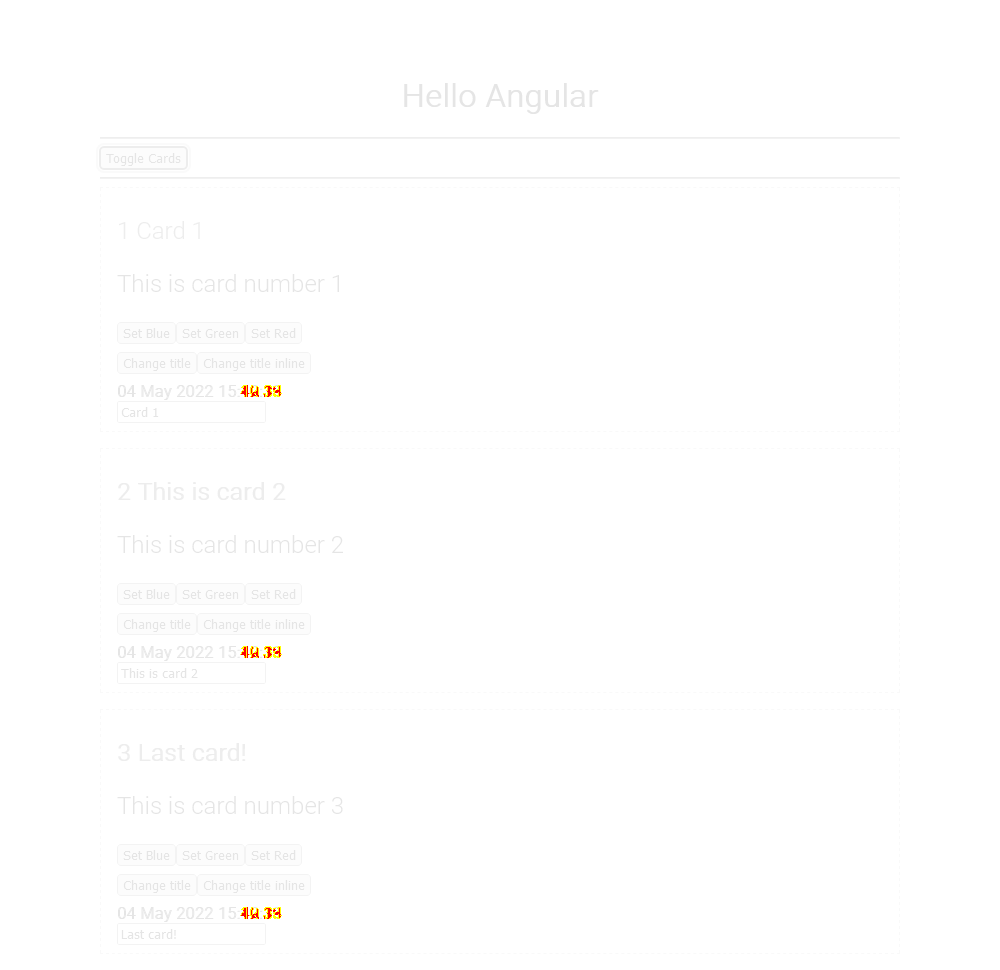 Hello Angular
Toggle Cards
1 Card 1
This is card number 1
Set Blue Set Green Set Red
Change title Change title inline
04 May 2022 15
Card 1
2 This is card 2
This is card number 2
Set Blue Set Green Set Red
Change title Change title inline
04 May 2022 15
This is card 2
3 Last card!
This is card number 3
Set Blue Set Green Set Red
Change title Change title inline
04 May 2022 15
Last card!